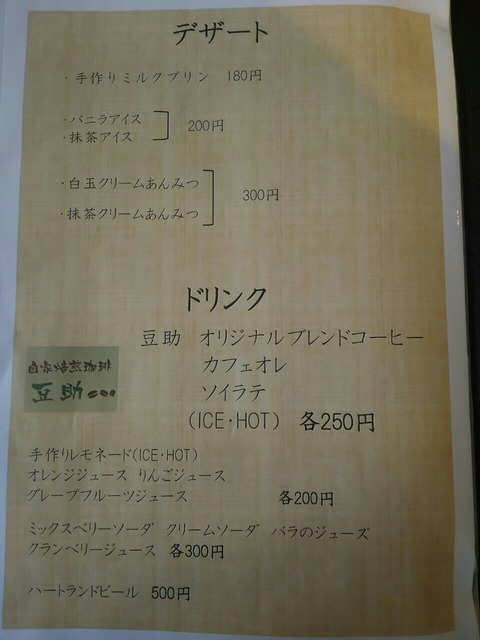 デザート
・手作りミルクプリン 180円
・バニラアイス
・抹茶アイス
200円
・白玉クリームあんみつ
・抹茶クリームあんみつ
300円
ドリンク
豆助 オリジナルブレンドコーヒー
カフェオレ
ソイラテ
(ICE・HOT) 各250円
自家焙煎珈琲
豆助
手作りレモネード(ICE・HOT)
オレンジジュース りんごジュース
グレープフルーツジュース 各200円
ミックスベリーソーダ クリームソーダ バラのジューズ
クランベリージュース 各300円
ハートランドビール 500円